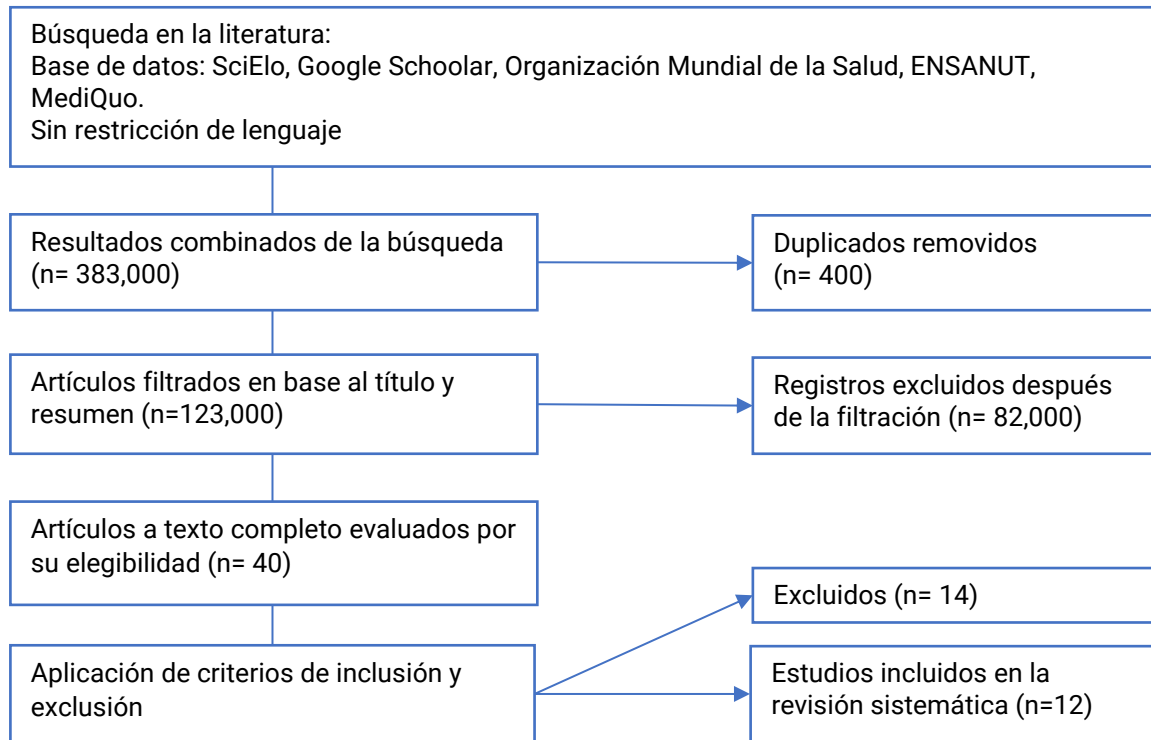 Búsqueda en la literatura:
Base de datos: SciElo, Google Schoolar, Organización Mundial de la Salud, ENSANUT,
MediQuo.
Sin restricción de lenguaje
Resultados combinados de la búsqueda
(n= 383,000)
Duplicados removidos
(n= 400)
Artículos filtrados en base al título y
resumen (n=123,000)
Registros excluidos después
de la filtración (n= 82,000)
Artículos a texto completo evaluados por
su elegibilidad (n= 40)
Excluidos (n= 14)
Aplicación de criterios de inclusión y
exclusión
Estudios incluidos en la
revisión sistemática (n=12)